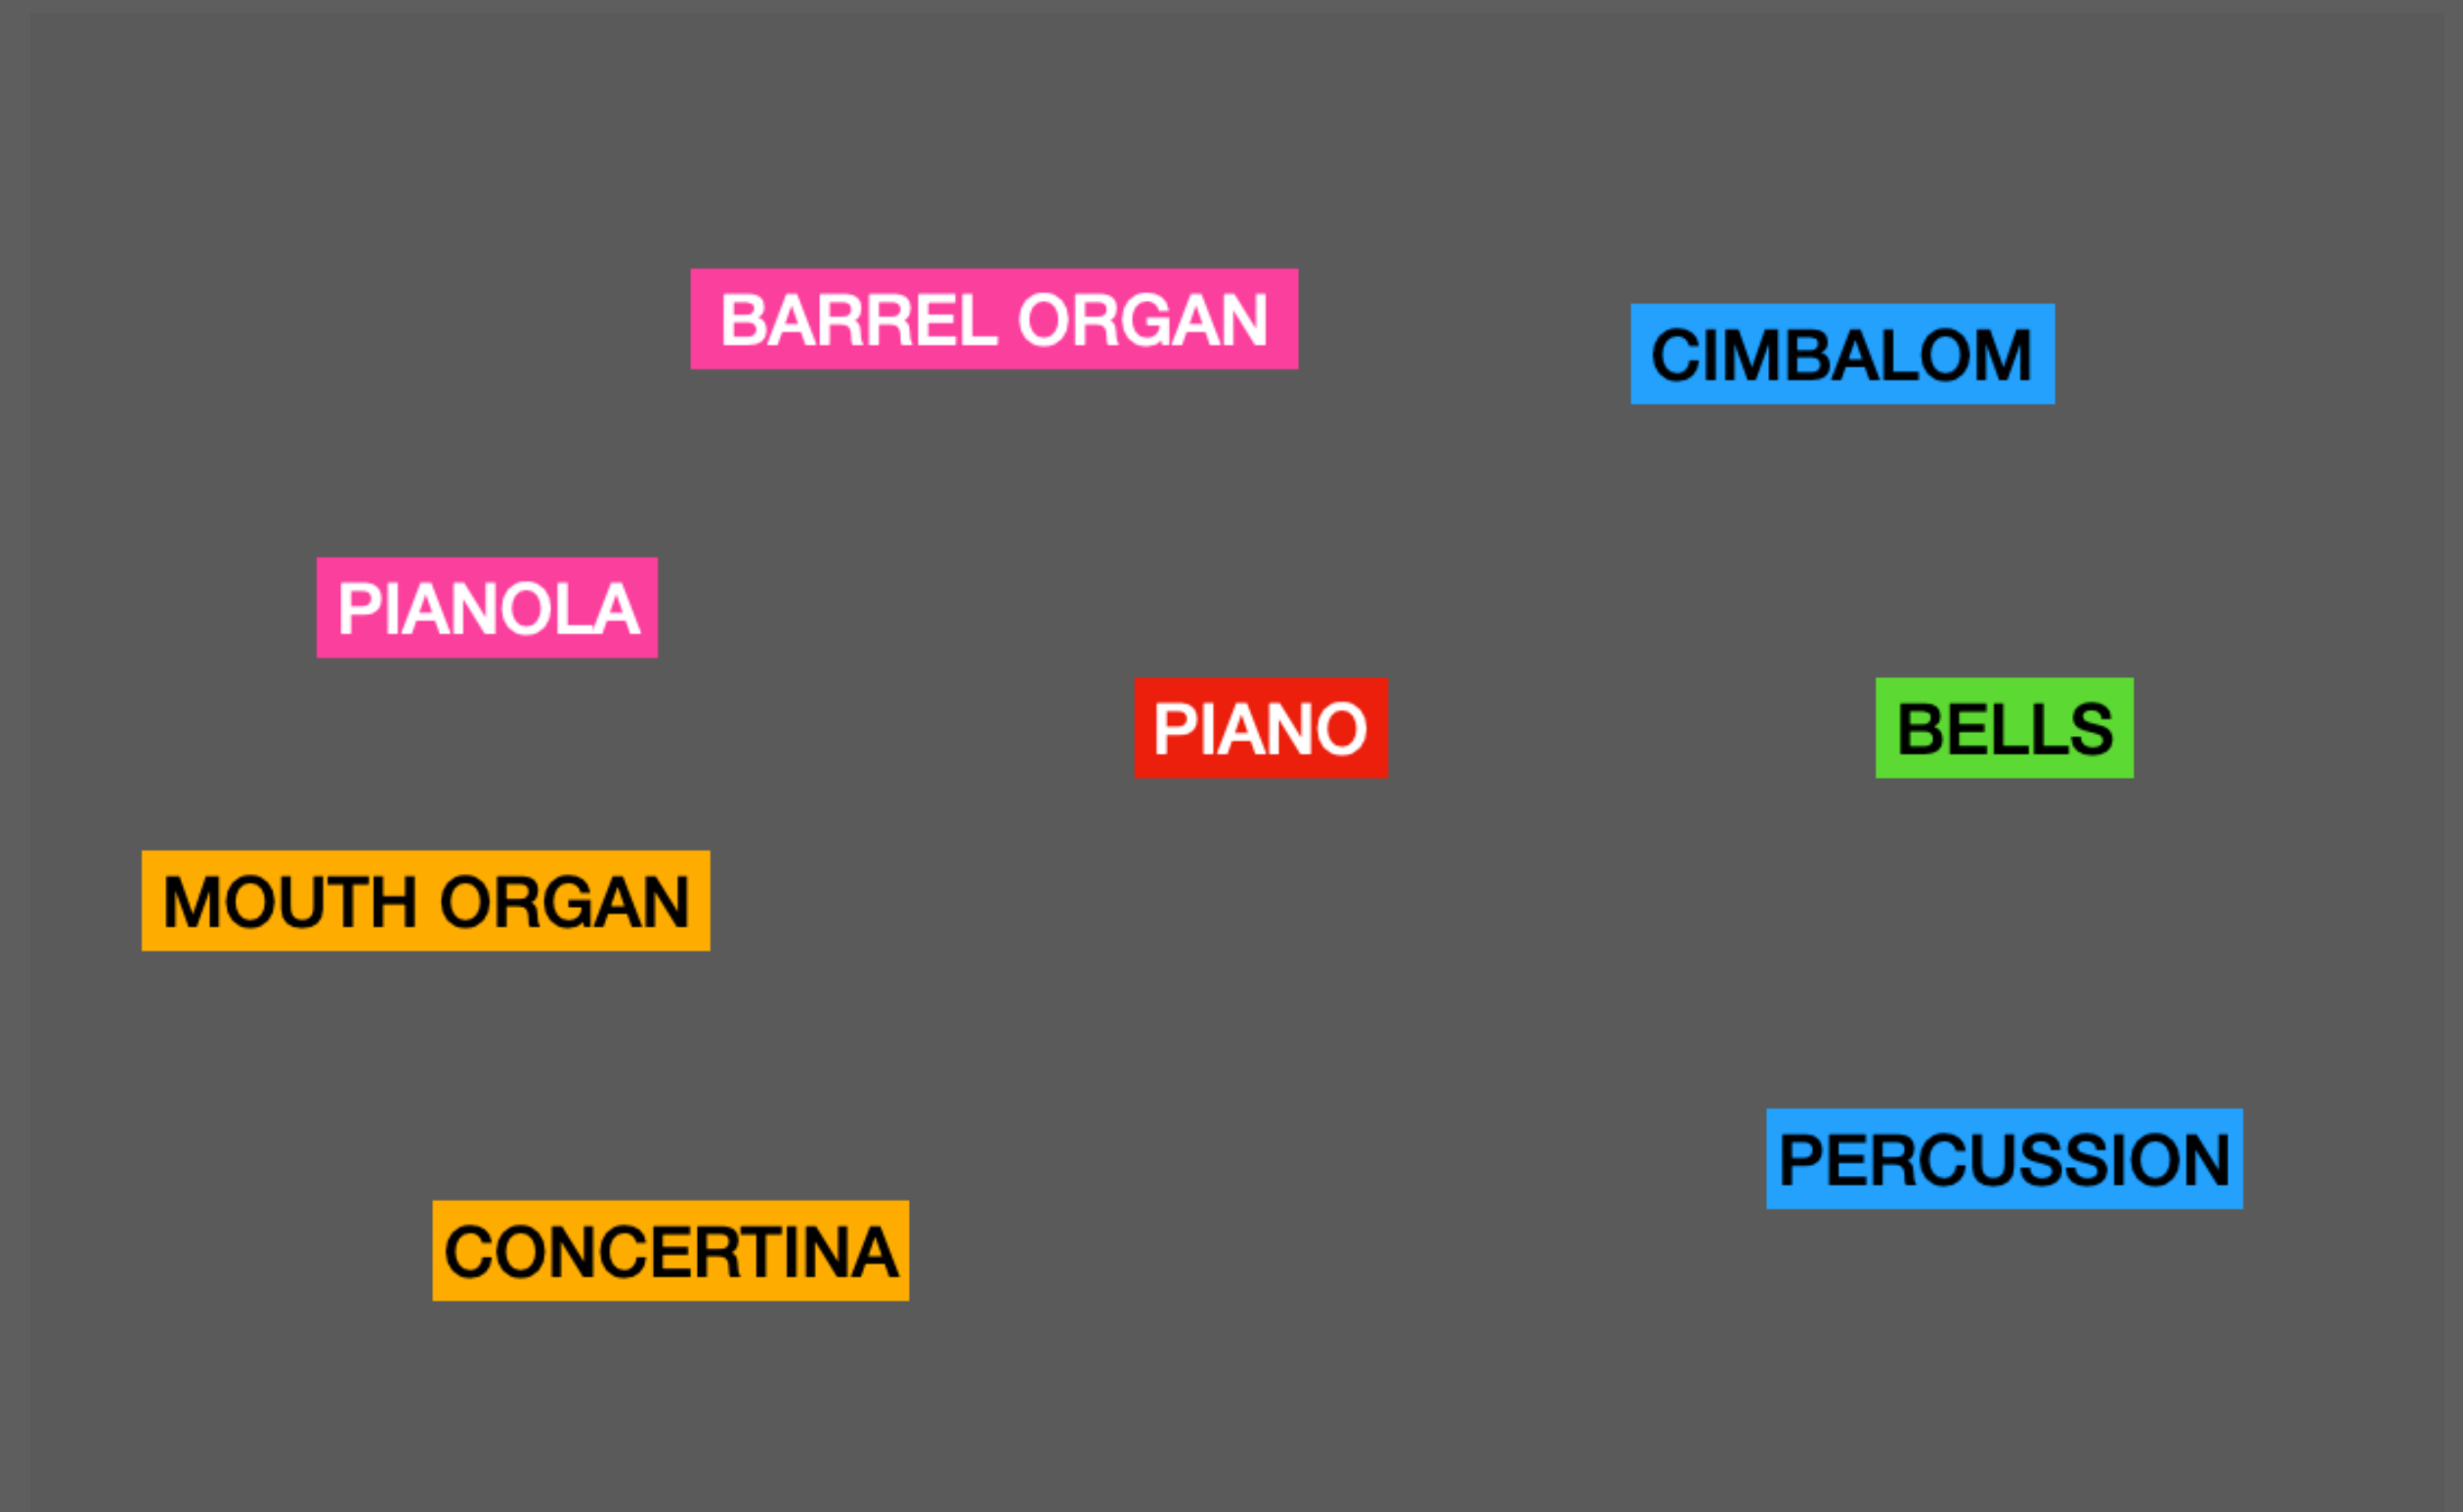 BARREL ORGAN
CIMBALOM
PIANOLA
PIANO
BELLS
MOUTH ORGAN
PERCUSSION
CONCERTINA